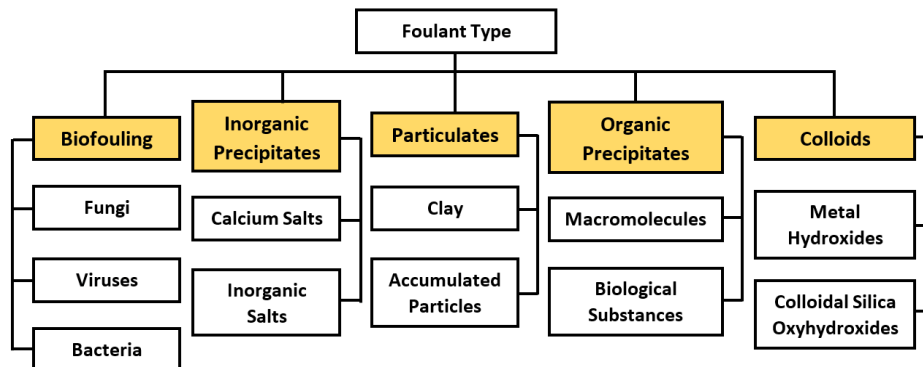 Foulant Type
Biofouling
Fungi
Viruses
Bacteria
Inorganic
Precipitates
Calcium Salts
Inorganic
Salts
Particulates
Clay
Accumulated
Particles
Organic
Precipitates
Macromolecules
Biological
Substances
Colloids
Metal
Hydroxides
Colloidal Silica
Oxyhydroxides